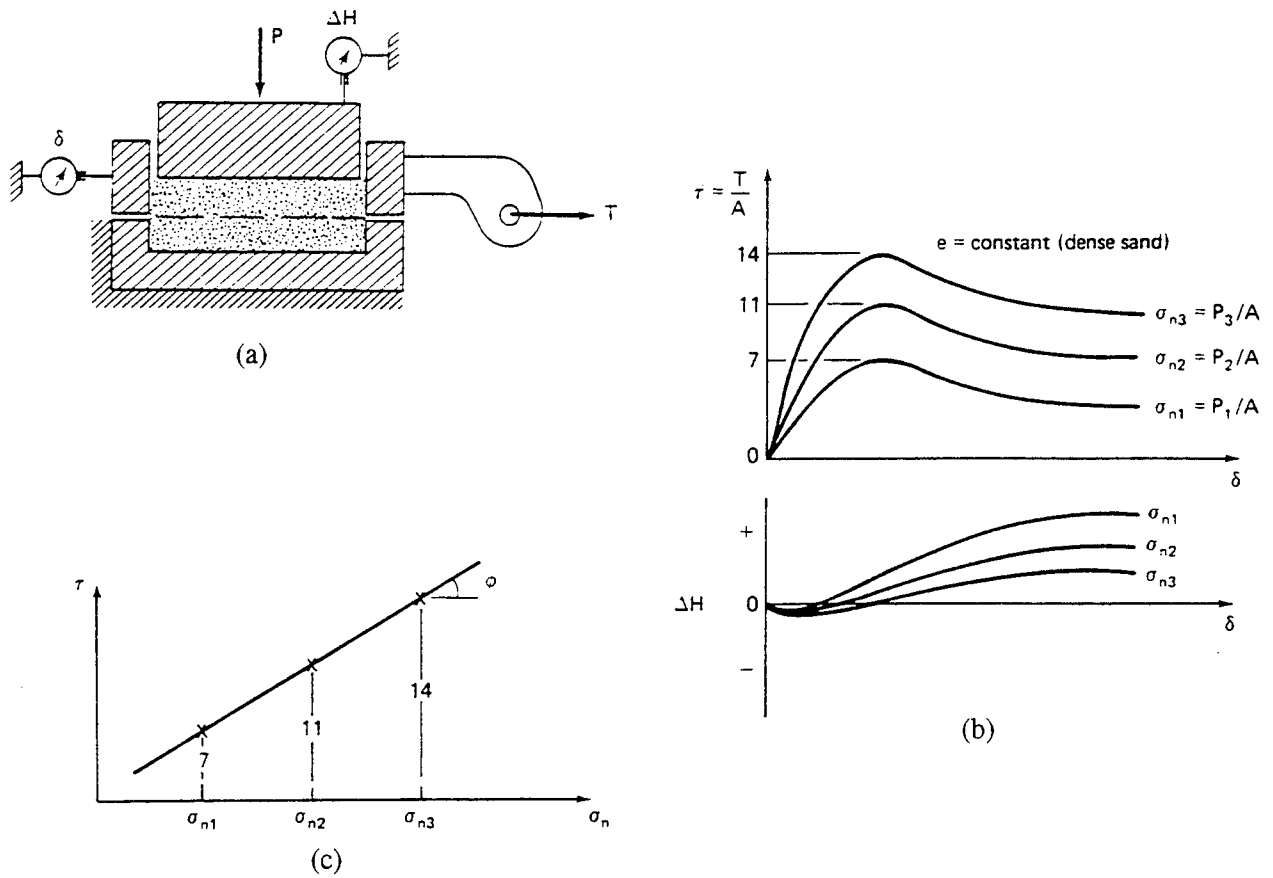 P
ΔH
δ
T
(a)
τ = T/A
e = constant (dense sand)
14
11
7
0
σn3 = P3/A
σn2 = P2/A
σn1 = P1/A
δ
+
ΔH
0
−
σn1
σn2
σn3
δ
(b)
τ
φ
7
11
14
σn1
σn2
σn3
σn
(c)